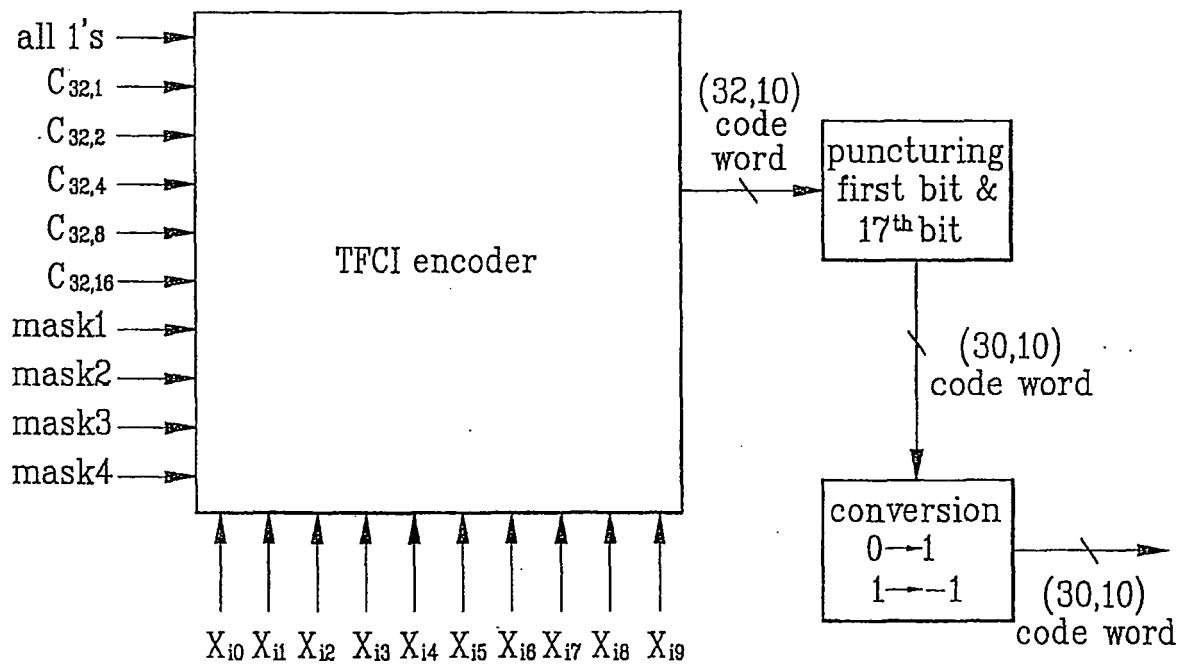 all 1's
C32,1
C32,2
C32,4
C32,8
C32,16
mask1
mask2
mask3
mask4
TFCI encoder
Xi0 Xi1 Xi2 Xi3 Xi4 Xi5 Xi6 Xi7 Xi8 Xi9
(32,10)
code
word
puncturing
first bit &
17th bit
(30,10)
code word
conversion
0→1
1→-1
(30,10)
code word